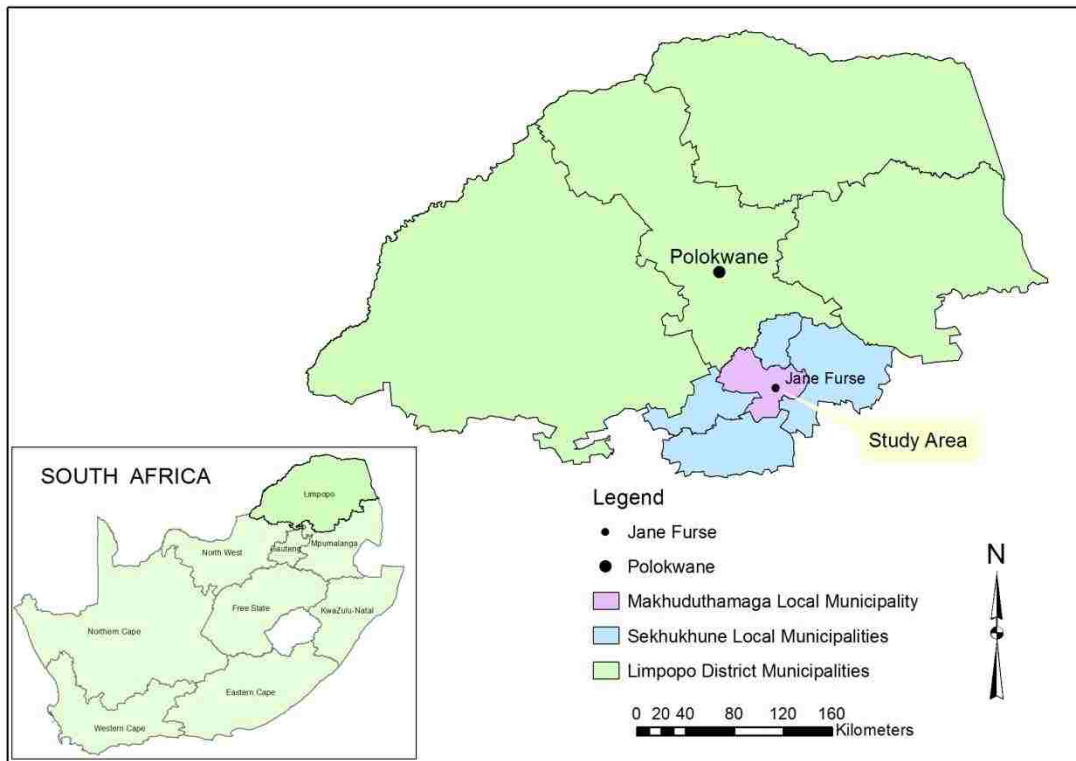 Polokwane
Jane Furse
Study Area
SOUTH AFRICA
Limpopo
North West
Gauteng
Mpumalanga
Free State
KwaZulu-Natal
Northern Cape
Eastern Cape
Western Cape
Legend
Jane Furse
Polokwane
Makhuduthamaga Local Municipality
Sekhukhune Local Municipalities
Limpopo District Municipalities
0 20 40 80 120 160
Kilometers
N